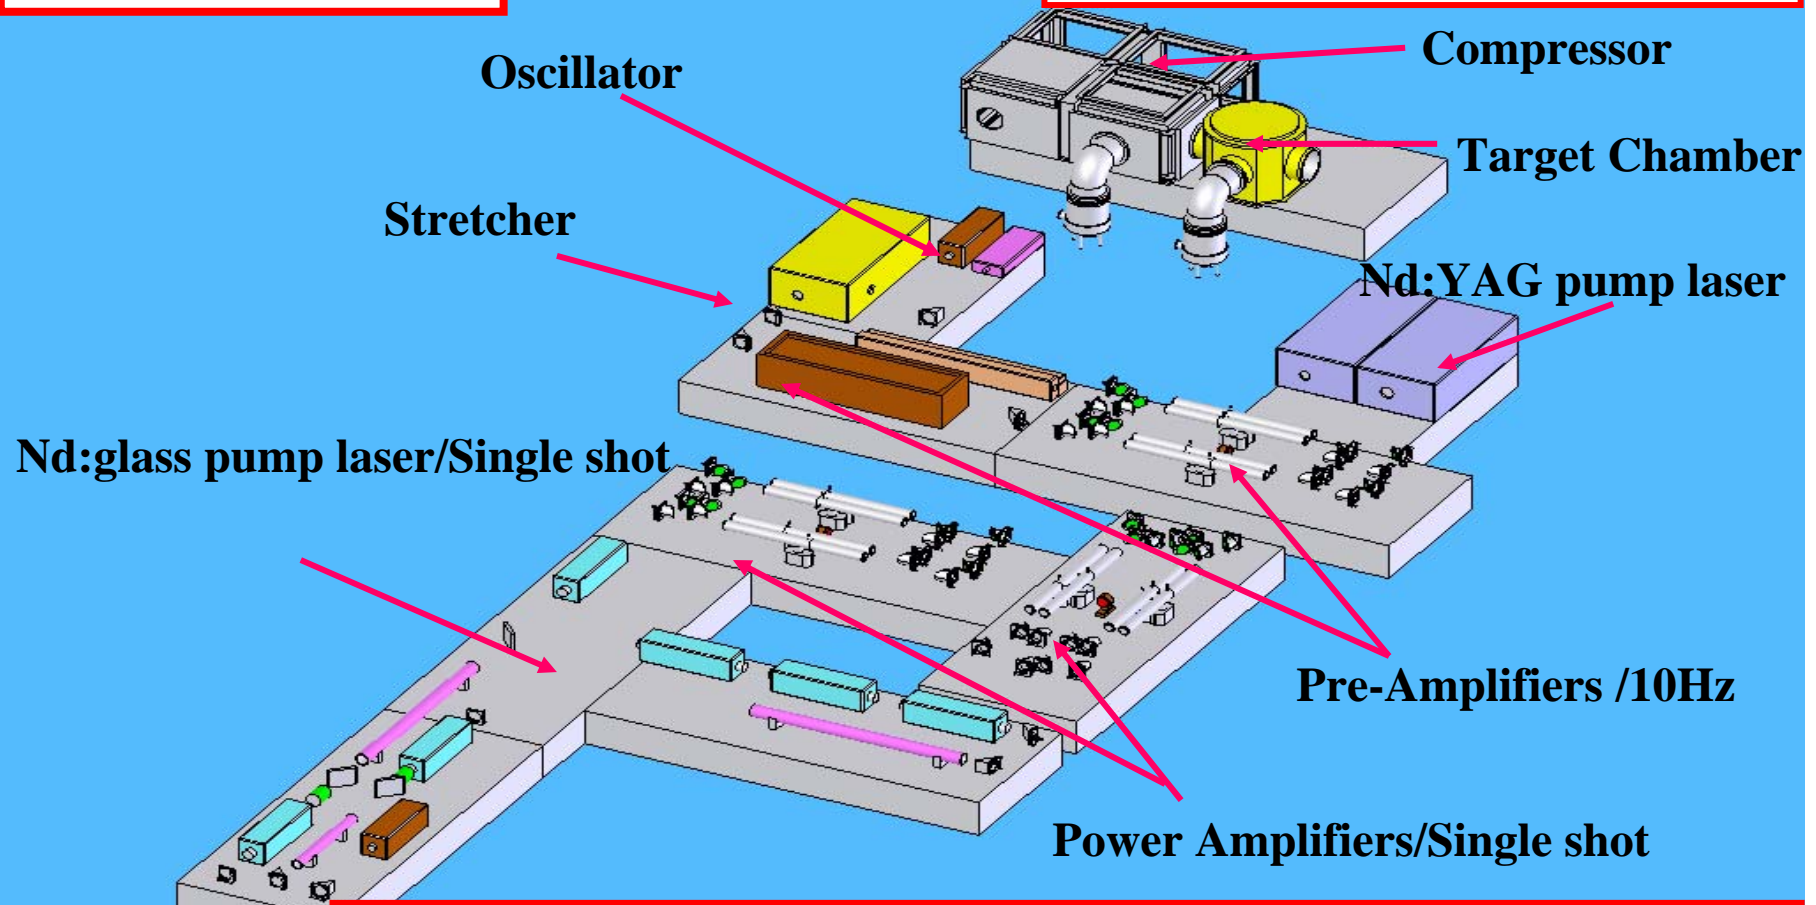 Compressor
Oscillator
Target Chamber
Stretcher
Nd:YAG pump laser
Nd:glass pump laser/Single shot
Pre-Amplifiers /10Hz
Power Amplifiers/Single shot